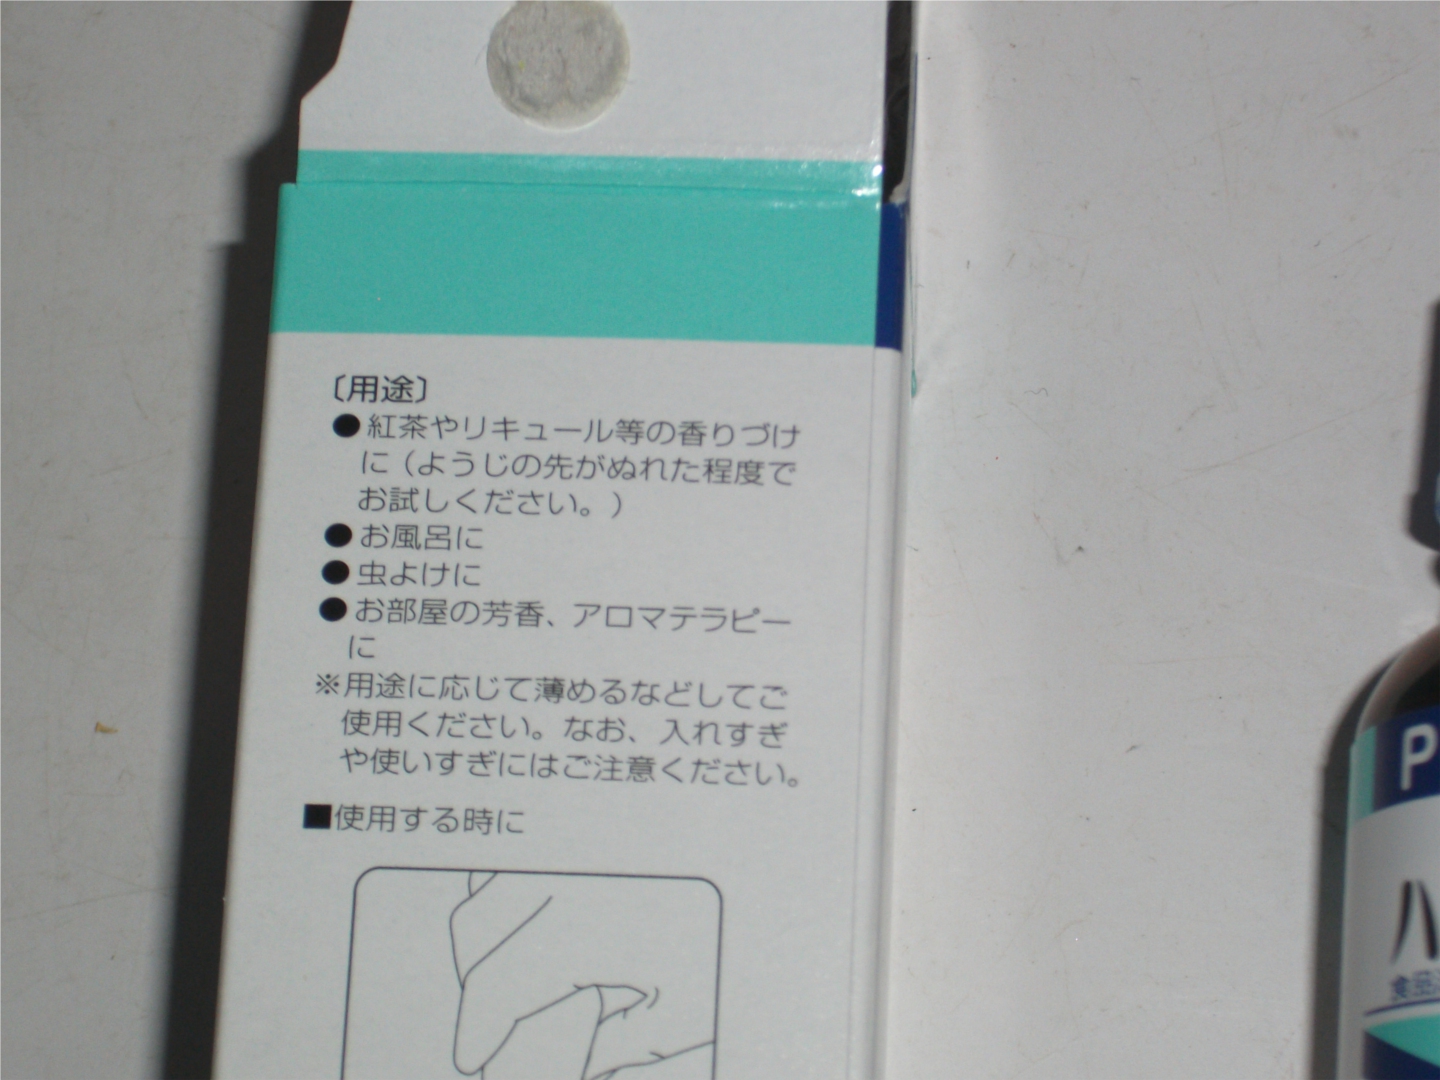 〔用途〕
●紅茶やリキュール等の香りづけ
に（ようじの先がぬれた程度で
お試しください。）
●お風呂に
●虫よけに
●お部屋の芳香、アロマテラピー
に
※用途に応じて薄めるなどしてご
使用ください。なお、入れすぎ
や使いすぎにはご注意ください。
■使用する時に
P
ハ
食品